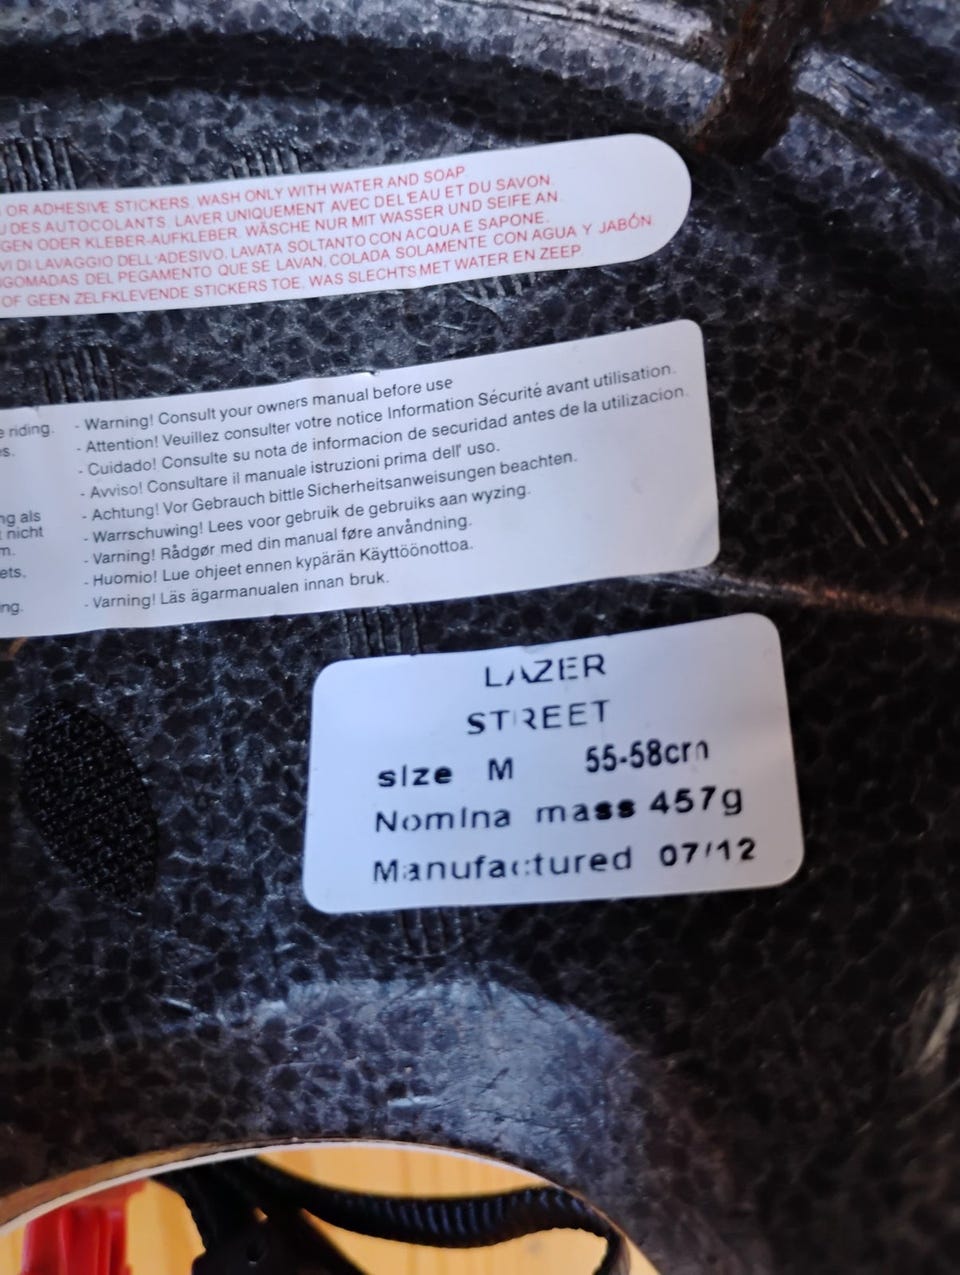 OR ADHESIVE STICKERS. WASH ONLY WITH WATER AND SOAP.
U DES AUTOCOLANTS. LAVER UNIQUEMENT AVEC DEL'EAU ET DU SAVON.
GEN ODER KLEBER-AUFKLEBER. WÄSCHE NUR MIT WASSER UND SEIFE AN.
VI DI LAVAGGIO DELL'ADESIVO, LAVATA SOLTANTO CON ACQUA E SAPONE.
NGOMADAS DEL PEGAMENTO QUE SE LAVAN, COLADA SOLAMENTE CON AGUA Y JABÓN.
OF GEEN ZELFKLEVENDE STICKERS TOE, WAS SLECHTS MET WATER EN ZEEP.
e riding.
s.
ng als
t nicht
m.
ets,
ing.
- Warning! Consult your owners manual before use
- Attention! Veuillez consulter votre notice Information Sécurité avant utilisation.
- Cuidado! Consulte su nota de informacion de securidad antes de la utilizacion.
- Avviso! Consultare il manuale istruzioni prima dell' uso.
- Achtung! Vor Gebrauch bittle Sicherheitsanweisungen beachten.
- Warrschuwing! Lees voor gebruik de gebruiks aan wyzing.
- Varning! Rådgør med din manual føre anvåndning.
- Huomio! Lue ohjeet ennen kypärän Käyttöönottoa.
- Varning! Läs ägarmanualen innan bruk.
LAZER
STREET
size M 55-58cm
Nomina mass 457g
Manufactured 07/12